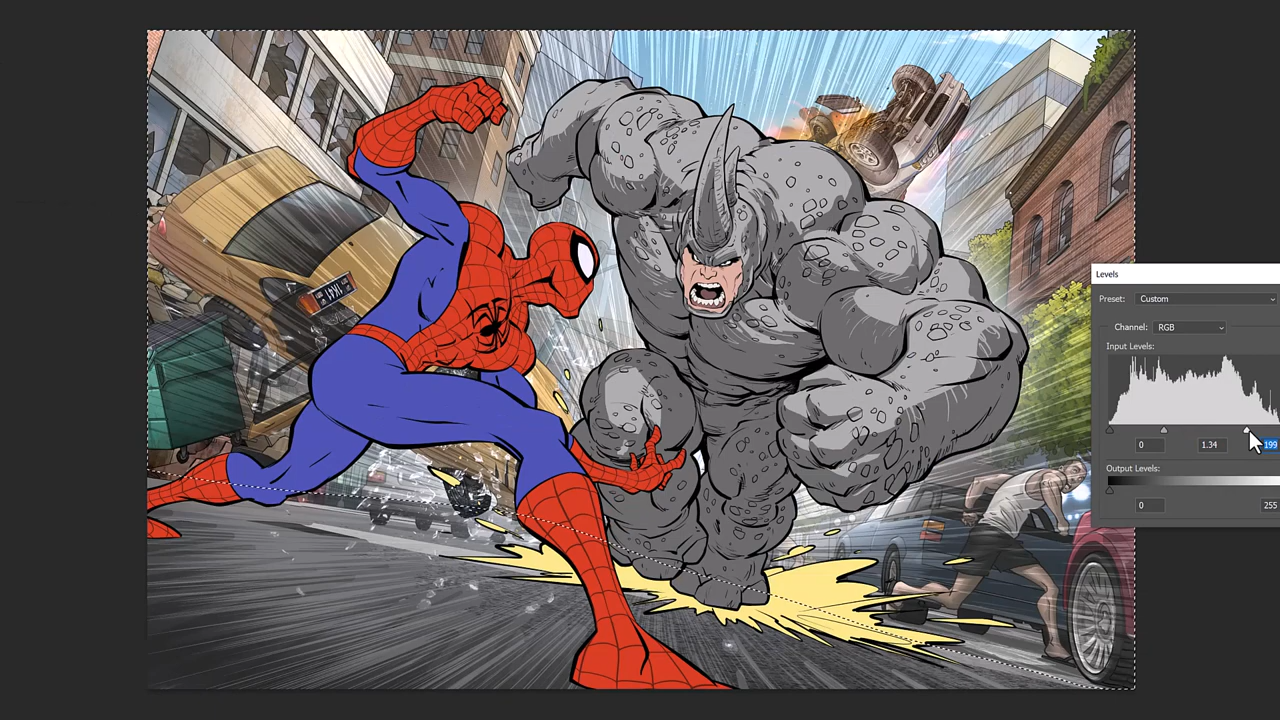 Levels
Preset: Custom
Channel: RGB
Input Levels:
0 1.34 199
Output Levels:
0 255